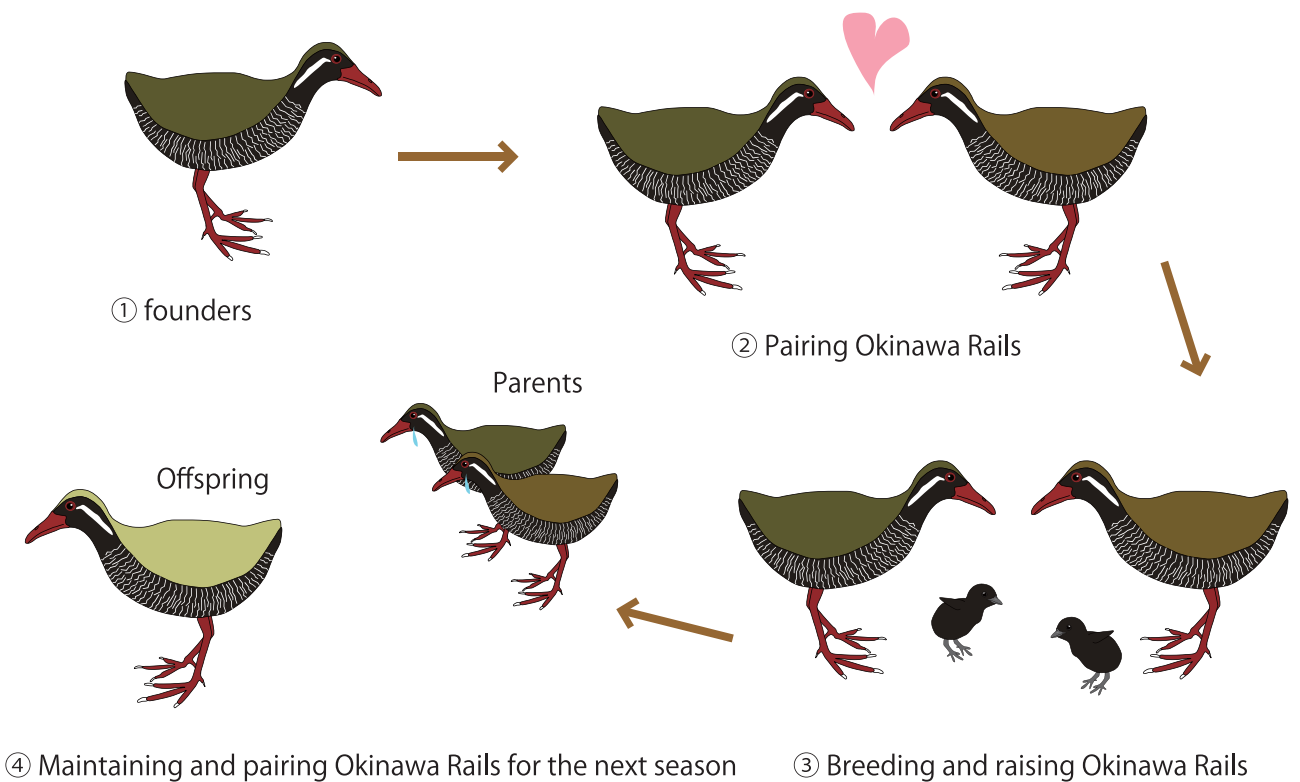 ① founders
② Pairing Okinawa Rails
Parents
Offspring
④ Maintaining and pairing Okinawa Rails for the next season
③ Breeding and raising Okinawa Rails